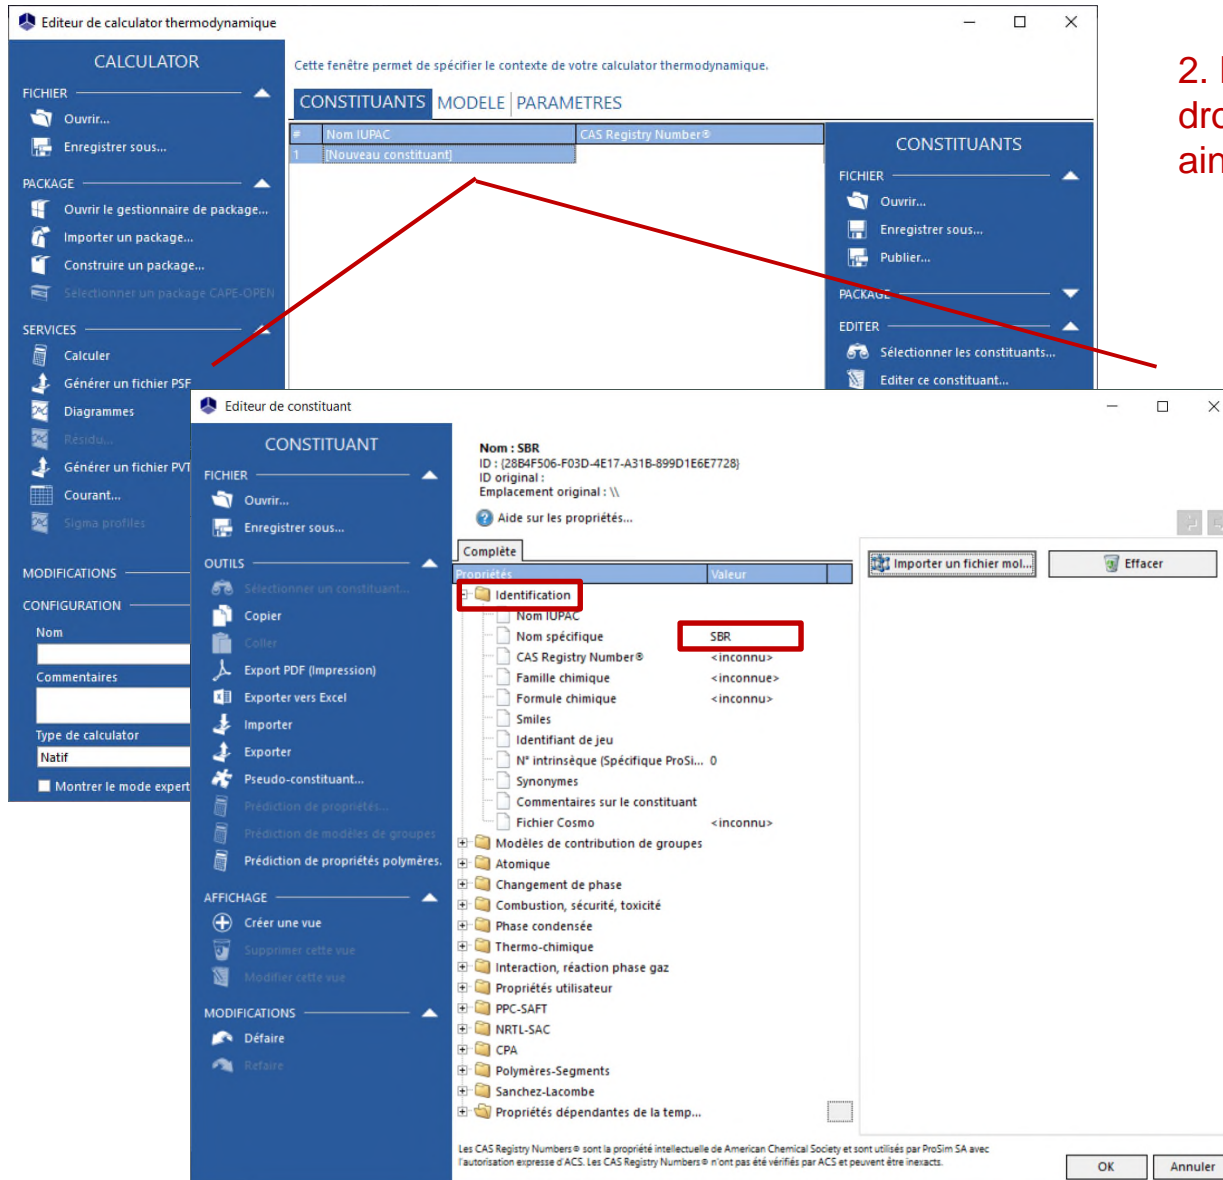 Editeur de calculator thermodynamique
CALCULATOR
FICHIER
Ouvrir...
Enregistrer sous...
PACKAGE
Ouvrir le gestionnaire de package...
Importer un package...
Construire un package...
Sélectionner un package CAPE-OPEN
SERVICES
Calculer
Générer un fichier PSF
Diagrammes
Résidu...
Générer un fichier PVT
Courant...
Sigma profiles
MODIFICATIONS
CONFIGURATION
Nom
Commentaires
Type de calculator
Natif
Montrer le mode expert
Cette fenêtre permet de spécifier le contexte de votre calculator thermodynamique.
CONSTITUANTS MODELE PARAMETRES
# Nom IUPAC CAS Registry Number®
1 [Nouveau constituant]
CONSTITUANTS
FICHIER
Ouvrir...
Enregistrer sous...
Publier...
PACKAGE
EDITER
Sélectionner les constituants...
Editer ce constituant...
2.
dro
ain
Editeur de constituant
CONSTITUANT
FICHIER
Ouvrir...
Enregistrer sous...
OUTILS
Sélectionner un constituant...
Copier
Coller
Export PDF (Impression)
Exporter vers Excel
Importer
Exporter
Pseudo-constituant...
Prédiction de propriétés...
Prédiction de modèles de groupes
Prédiction de propriétés polymères.
AFFICHAGE
Créer une vue
Supprimer cette vue
Modifier cette vue
MODIFICATIONS
Défaire
Refaire
Nom : SBR
ID : {28B4F506-F03D-4E17-A31B-899D1E6E7728}
ID original :
Emplacement original : \\
Aide sur les propriétés...
Complète
Propriétés Valeur
Identification
Nom IUPAC
Nom spécifique SBR
CAS Registry Number® <inconnu>
Famille chimique <inconnue>
Formule chimique <inconnu>
Smiles
Identifiant de jeu
N° intrinsèque (Spécifique ProSi... 0
Synonymes
Commentaires sur le constituant
Fichier Cosmo <inconnu>
Modèles de contribution de groupes
Atomique
Changement de phase
Combustion, sécurité, toxicité
Phase condensée
Thermo-chimique
Interaction, réaction phase gaz
Propriétés utilisateur
PPC-SAFT
NRTL-SAC
CPA
Polymères-Segments
Sanchez-Lacombe
Propriétés dépendantes de la temp...
Importer un fichier mol...
Effacer
Les CAS Registry Numbers® sont la propriété intellectuelle de American Chemical Society et sont utilisés par ProSim SA avec
l'autorisation expresse d'ACS. Les CAS Registry Numbers® n'ont pas été vérifiés par ACS et peuvent être inexacts.
OK
Annuler